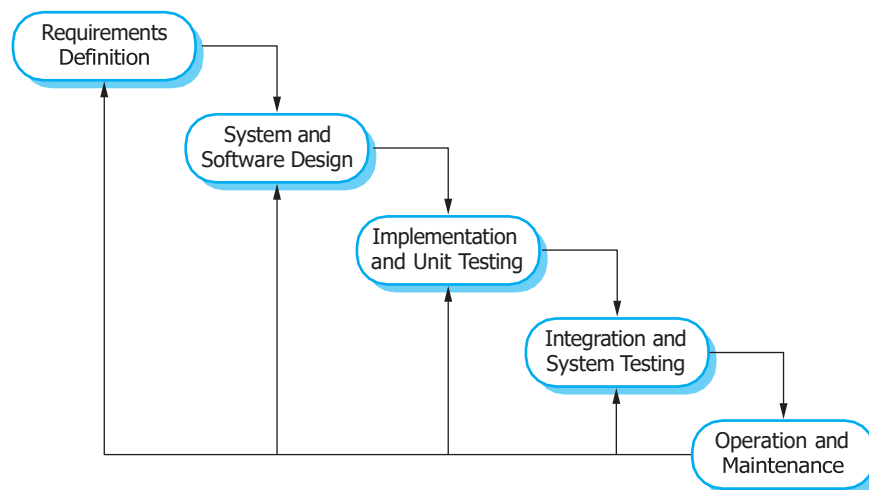 Requirements
Definition
System and
Software Design
Implementation
and Unit Testing
Integration and
System Testing
Operation and
Maintenance